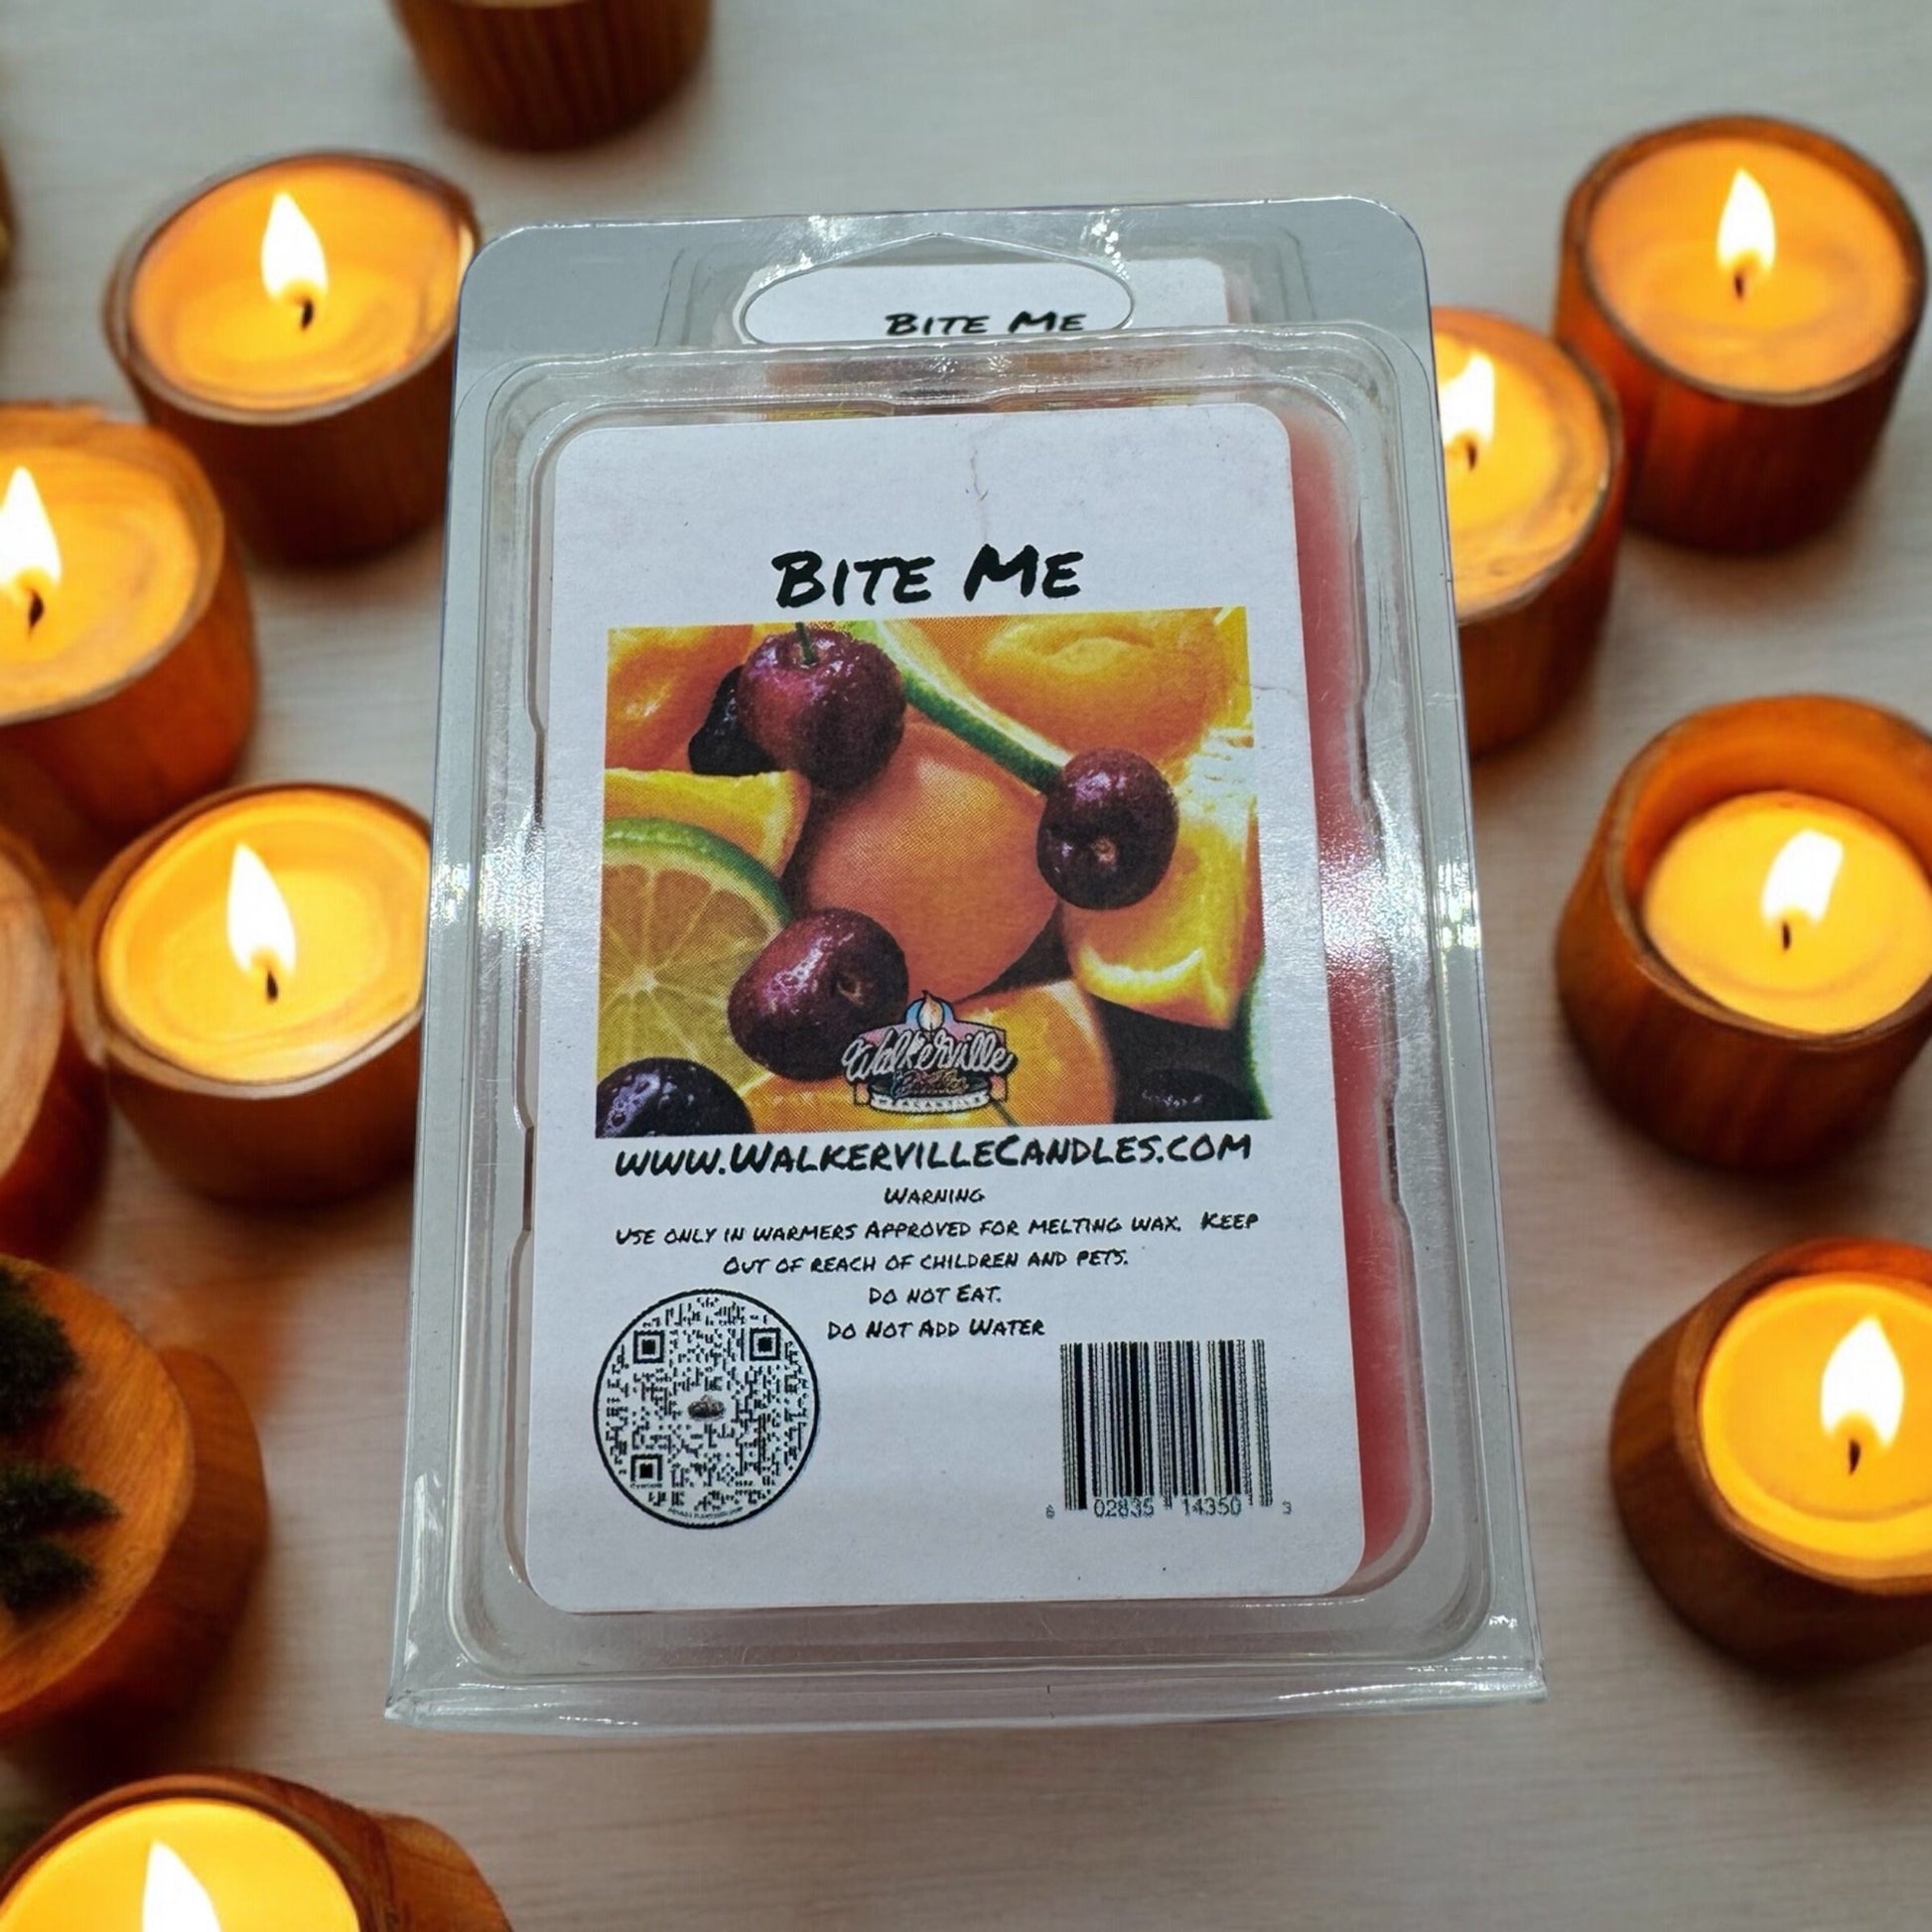 Bite Me
Bite Me
Walkerville
MERCANTILE
www.WalkervilleCandles.com
Warning
Use only in warmers Approved for melting wax. Keep
Out of reach of children and pets.
Do not Eat.
Do Not Add Water
6 02835 14350 3